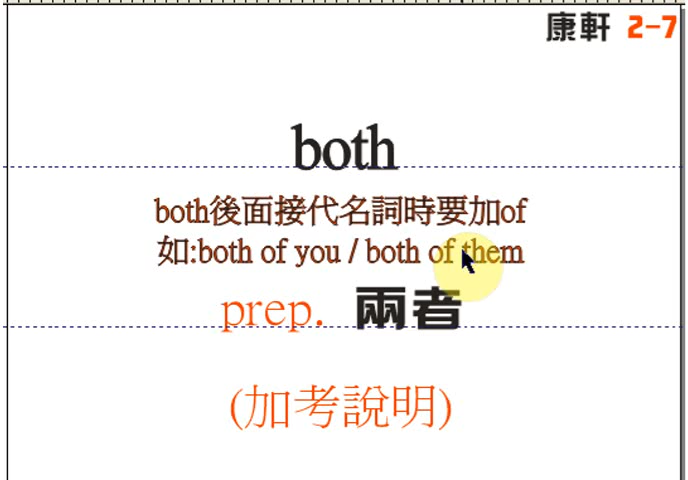 康軒 2-7
both
both後面接代名詞時要加of
如:both of you / both of them
prep. 兩者
(加考說明)